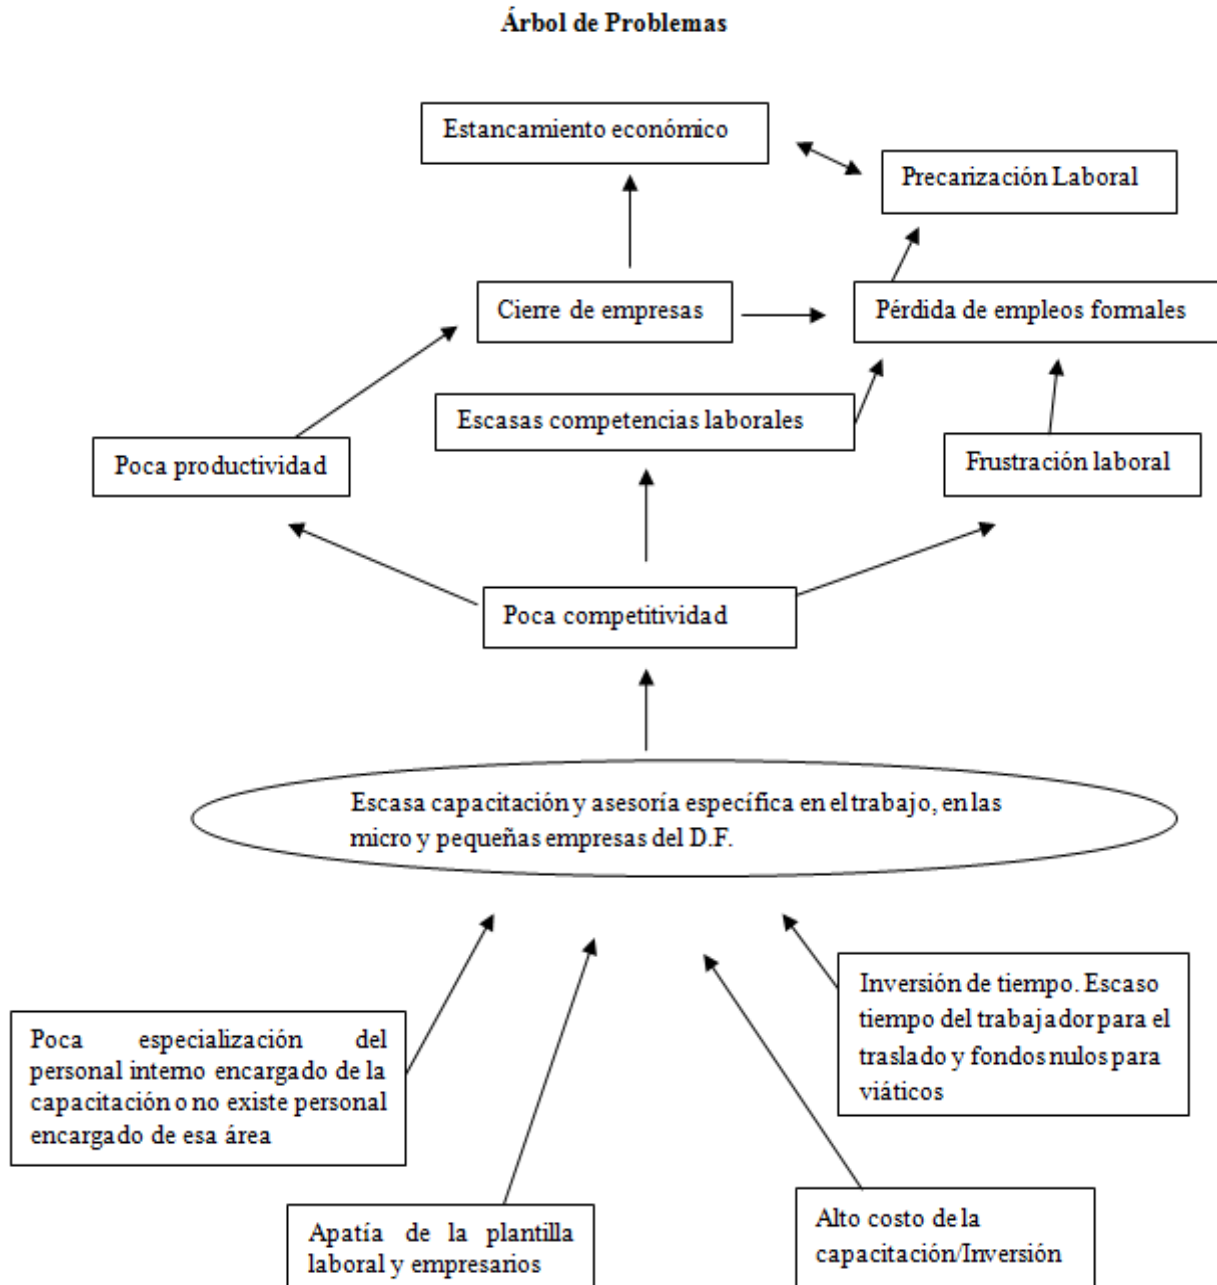 Árbol de Problemas
Estancamiento económico
Precarización Laboral
Cierre de empresas
Pérdida de empleos formales
Escasas competencias laborales
Poca productividad
Frustración laboral
Poca competitividad
Escasa capacitación y asesoría específica en el trabajo, en las
micro y pequeñas empresas del D.F.
Inversión de tiempo. Escaso
tiempo del trabajador para el
traslado y fondos nulos para
viáticos
Poca especialización del
personal interno encargado de la
capacitación o no existe personal
encargado de esa área
Apatía de la plantilla
laboral y empresarios
Alto costo de la
capacitación/Inversión